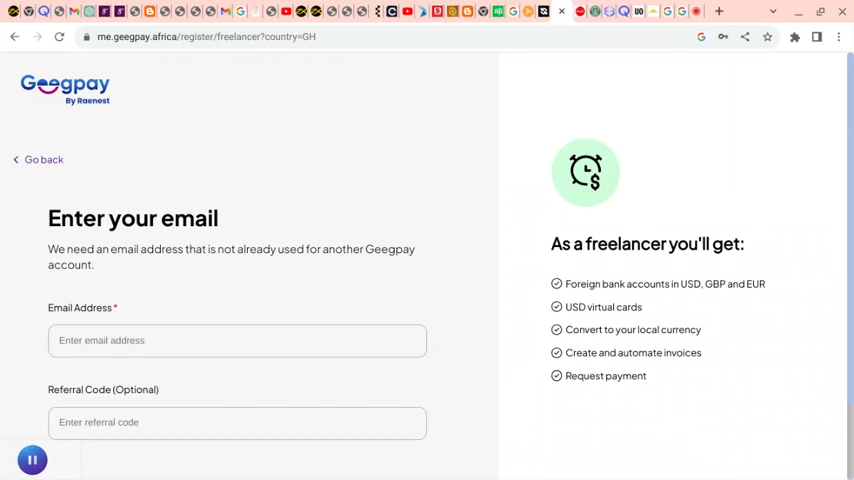 me.geegpay.africa/register/freelancer?country=GH
Geegpay
By Raenest
Go back
Enter your email
We need an email address that is not already used for another Geegpay
account.
Email Address *
Enter email address
Referral Code (Optional)
Enter referral code
As a freelancer you'll get:
Foreign bank accounts in USD, GBP and EUR
USD virtual cards
Convert to your local currency
Create and automate invoices
Request payment